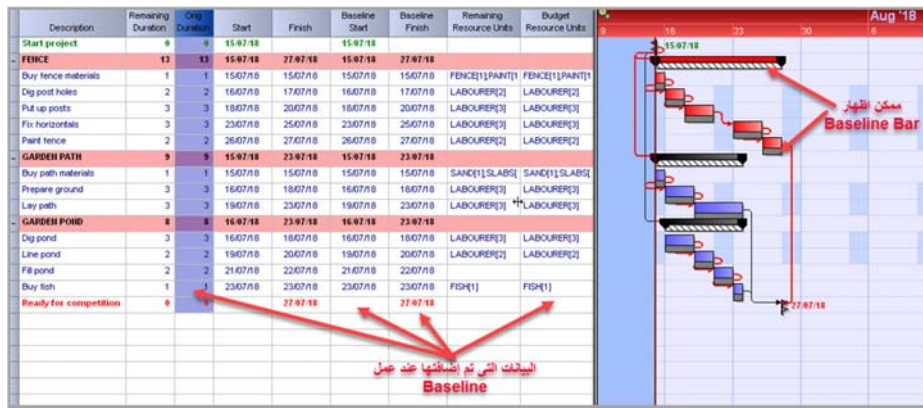 Description Remaining Duration Orig Duration Start Finish Baseline Start Baseline Finish Remaining Resource Units Budget Resource Units
Aug '18
9 16 23 30 6
Start project 0 0 15/07/18 15/07/18
15/07/18
FENCE 13 13 15/07/18 27/07/18 15/07/18 27/07/18
Buy fence materials 1 1 15/07/18 15/07/18 15/07/18 15/07/18 FENCE[1];PAINT[1 FENCE[1];PAINT[1
Dig post holes 2 2 16/07/18 17/07/18 16/07/18 17/07/18 LABOURER[2] LABOURER[2]
Put up posts 3 3 18/07/18 20/07/18 18/07/18 20/07/18 LABOURER[3] LABOURER[3]
Fix horizontals 3 3 23/07/18 25/07/18 23/07/18 25/07/18 LABOURER[3] LABOURER[3]
Paint fence 2 2 26/07/18 27/07/18 26/07/18 27/07/18 LABOURER[2] LABOURER[2]
ممكن اظهار
Baseline Bar
GARDEN PATH 9 9 15/07/18 23/07/18 15/07/18 23/07/18
Buy path materials 1 1 15/07/18 15/07/18 15/07/18 15/07/18 SAND[1];SLABS[ SAND[1];SLABS[
Prepare ground 3 3 16/07/18 18/07/18 16/07/18 18/07/18 LABOURER[3] LABOURER[3]
Lay path 3 3 19/07/18 23/07/18 19/07/18 23/07/18 LABOURER[3] LABOURER[3]
GARDEN POND 8 8 16/07/18 23/07/18 16/07/18 23/07/18
Dig pond 3 3 16/07/18 18/07/18 16/07/18 18/07/18 LABOURER[3] LABOURER[3]
Line pond 2 2 19/07/18 20/07/18 19/07/18 20/07/18 LABOURER[2] LABOURER[2]
Fill pond 2 2 21/07/18 22/07/18 21/07/18 22/07/18
Buy fish 1 1 23/07/18 23/07/18 23/07/18 23/07/18 FISH[1] FISH[1]
Ready for competition 0 0 27/07/18 27/07/18
27/07/18
البيانات التي تم إضافتها عند عمل
Baseline